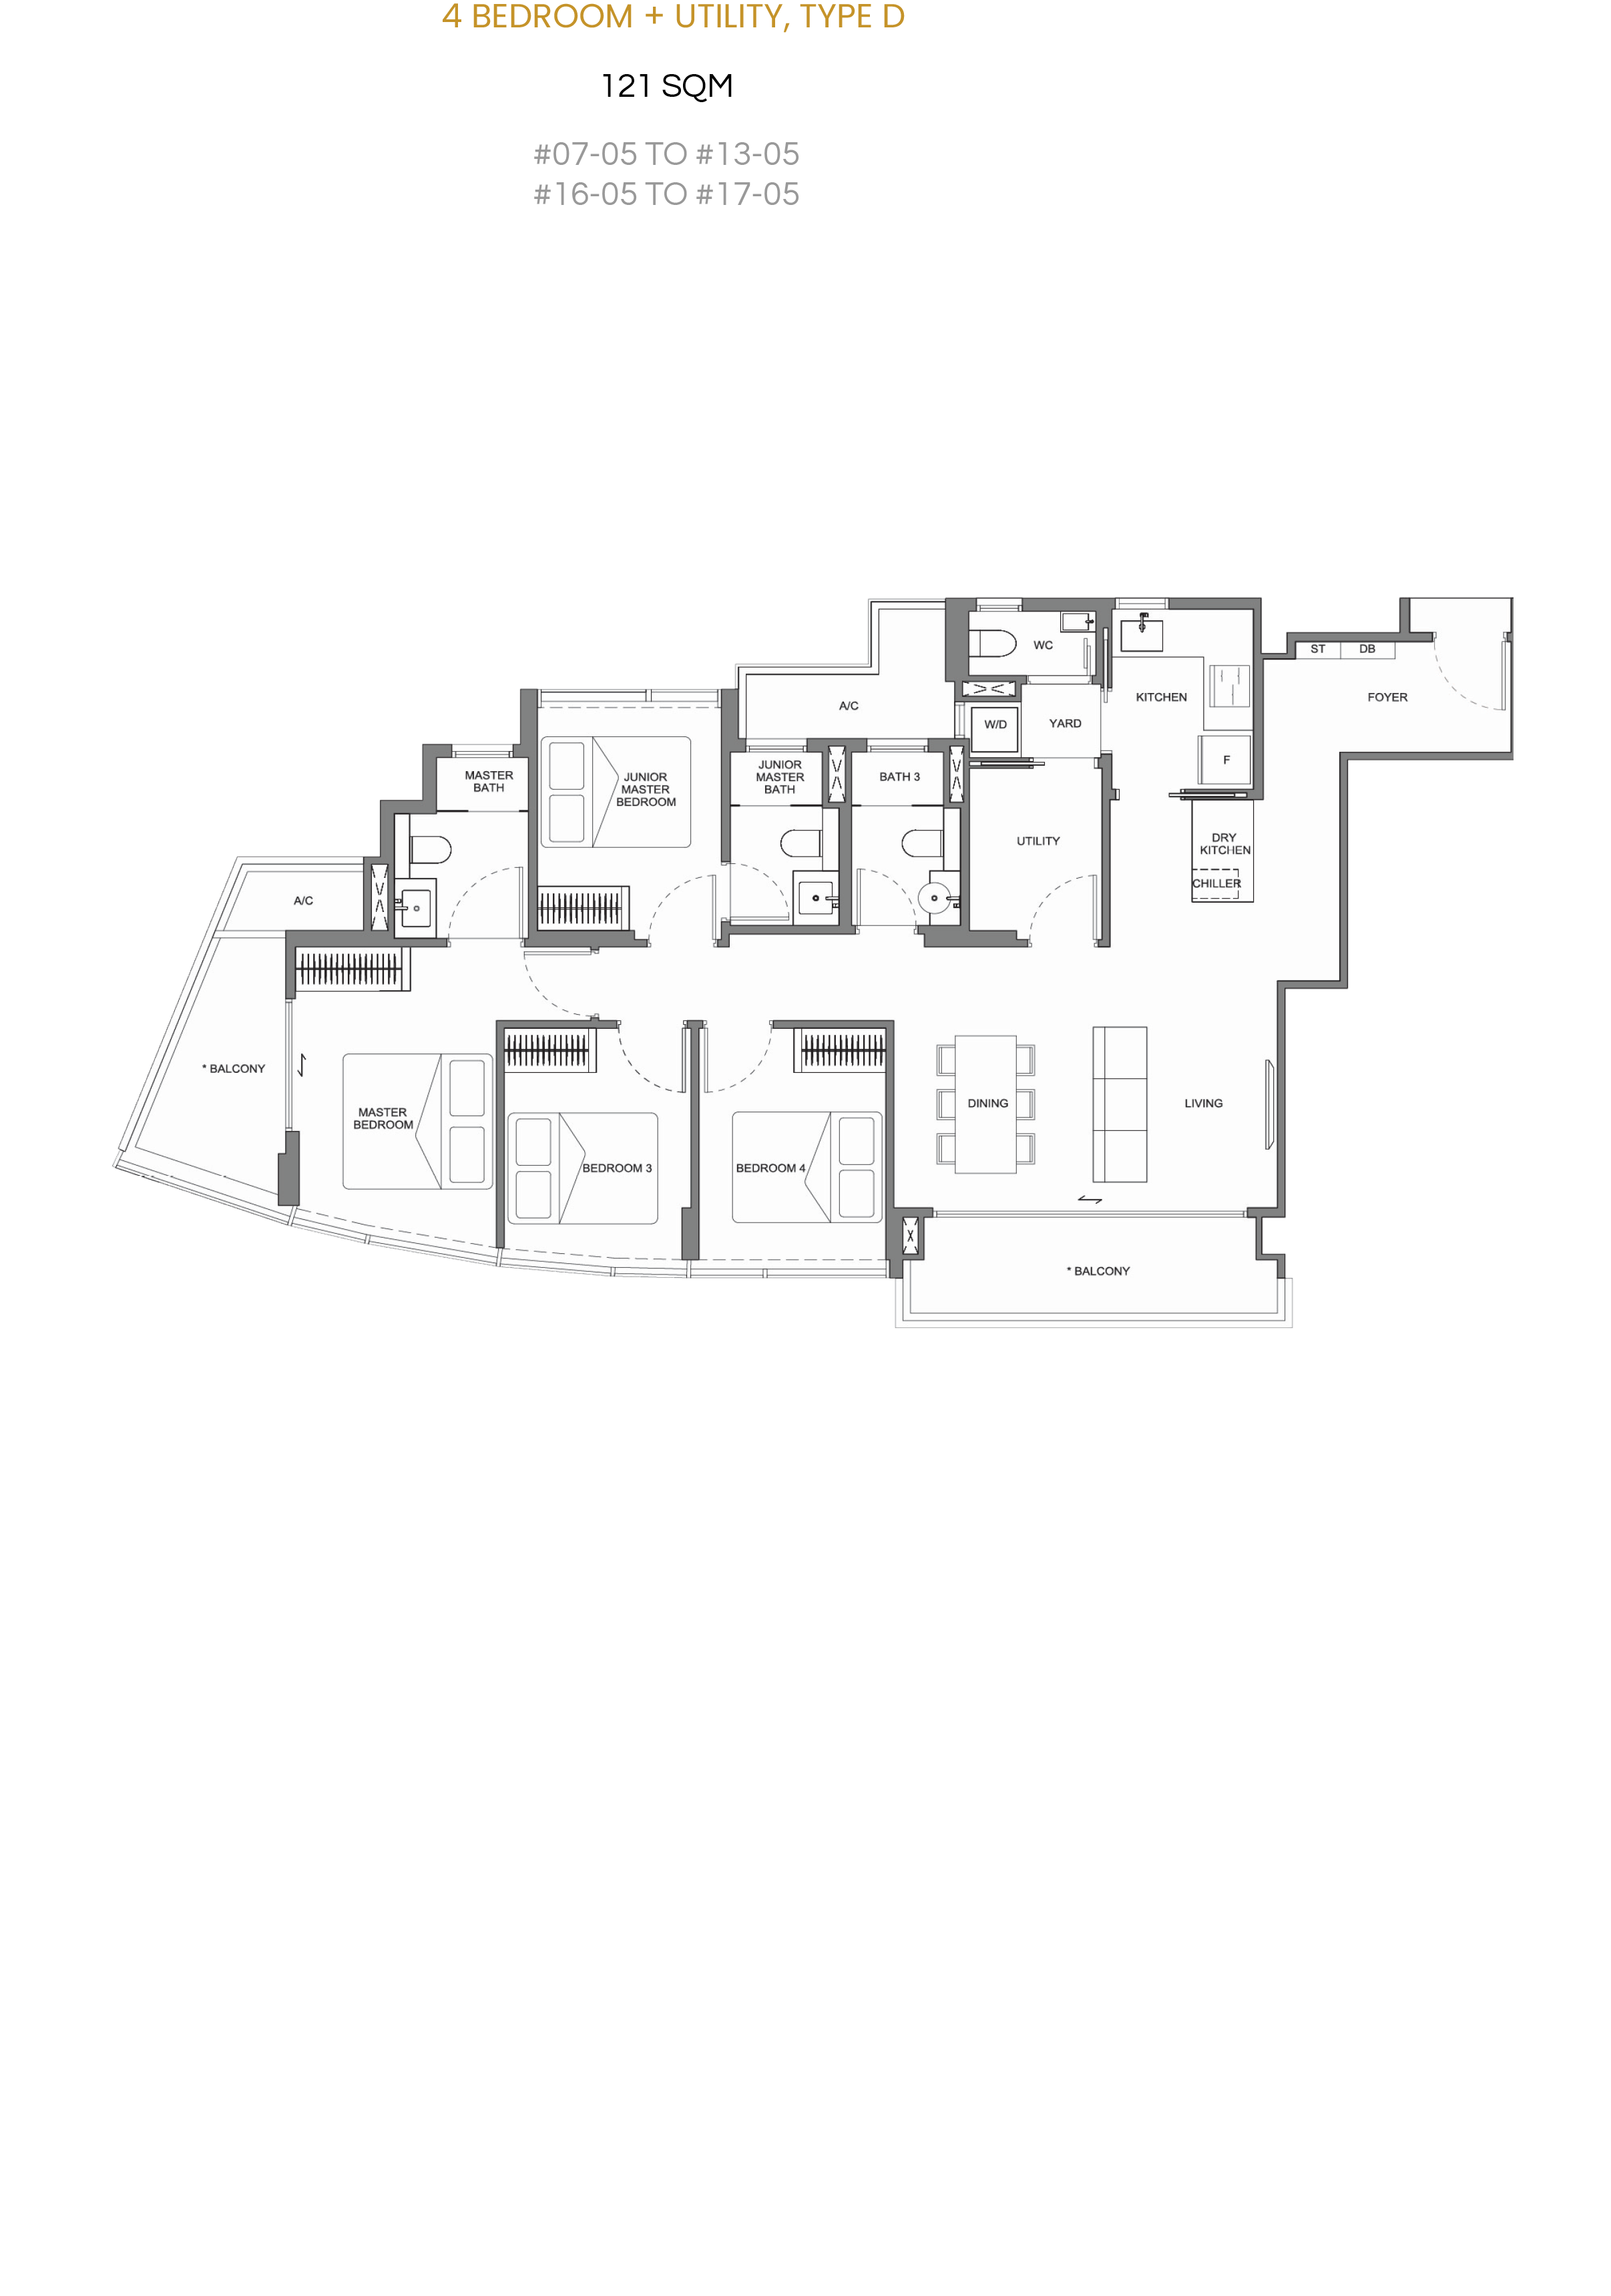 4 BEDROOM + UTILITY, TYPE D
121 SQM
#07-05 TO #13-05
#16-05 TO #17-05
WC
ST
DB
KITCHEN
FOYER
A/C
W/D
YARD
F
MASTER
BATH
JUNIOR
MASTER
BEDROOM
JUNIOR
MASTER
BATH
BATH 3
UTILITY
DRY
KITCHEN
CHILLER
A/C
* BALCONY
MASTER
BEDROOM
BEDROOM 3
BEDROOM 4
DINING
LIVING
* BALCONY